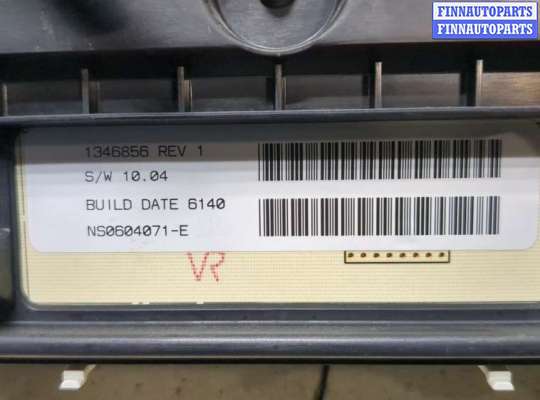 FINNAUTOPARTS
FINNAUTOPARTS
1346856 REV 1
S/W 10.04
BUILD DATE 6140
NS0604071-E
VR